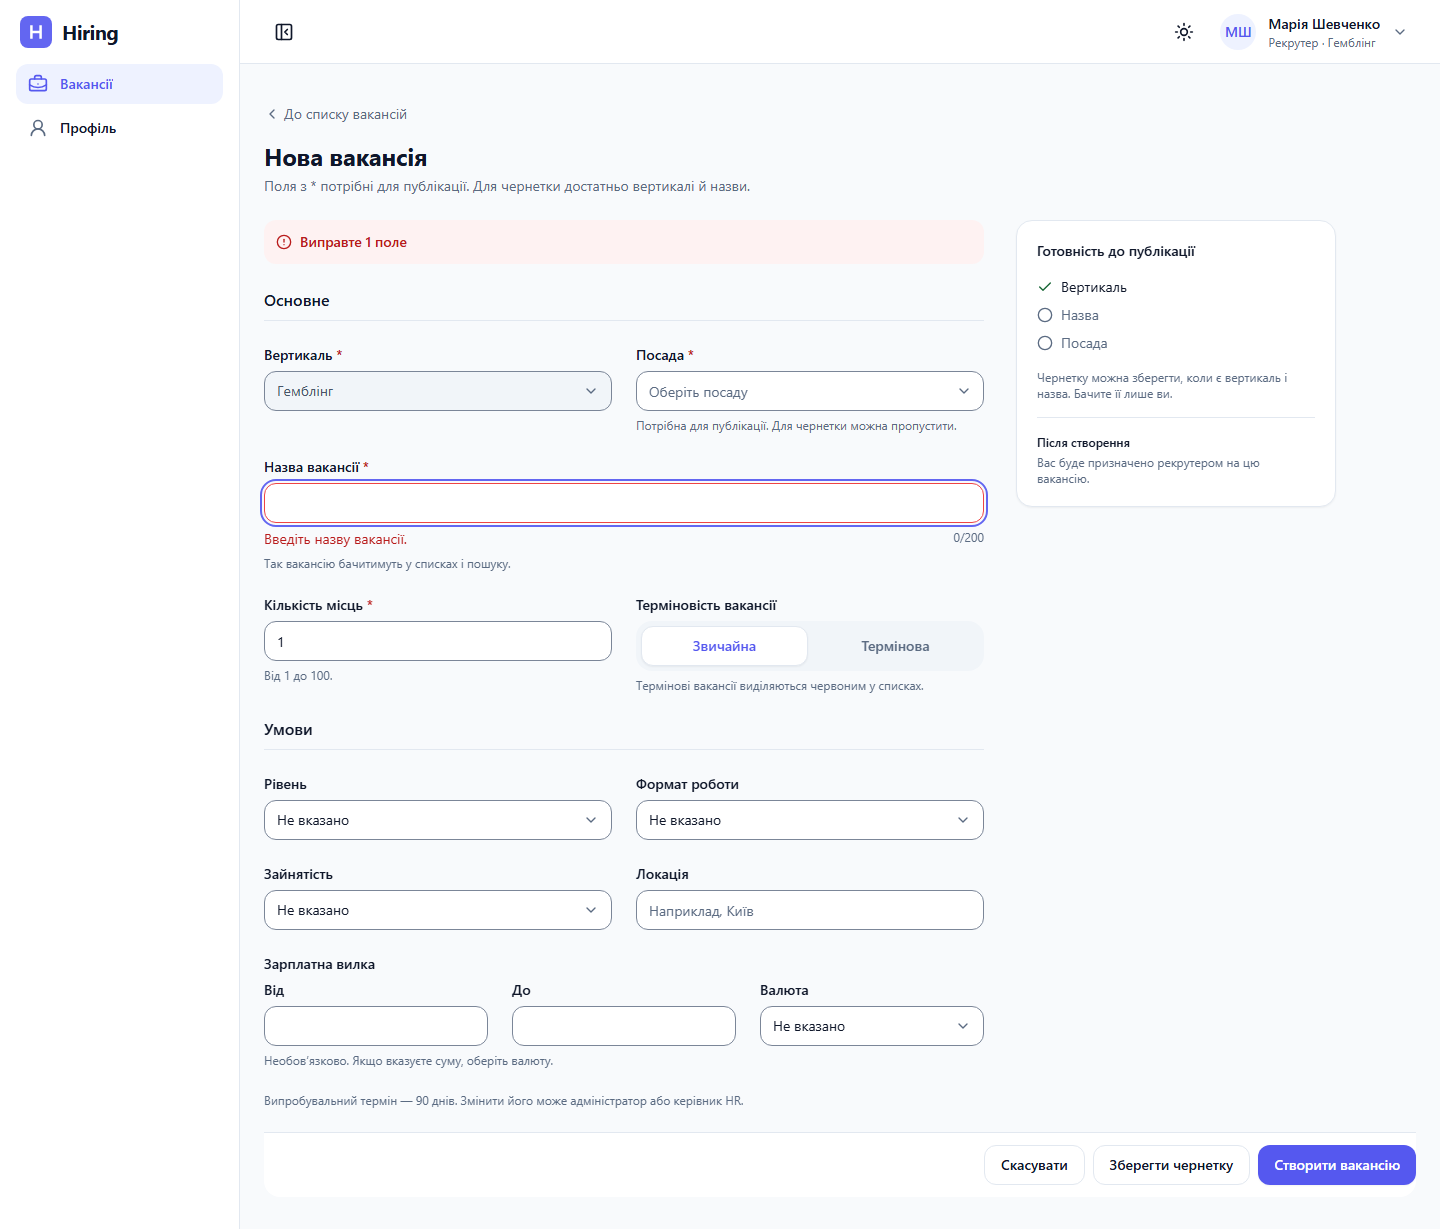 H Hiring
Вакансії
Профіль
МШ
Марія Шевченко
Рекрутер · Гемблінг
До списку вакансій
Нова вакансія
Поля з * потрібні для публікації. Для чернетки достатньо вертикалі й назви.
Виправте 1 поле
Основне
Вертикаль *
Гемблінг
Посада *
Оберіть посаду
Потрібна для публікації. Для чернетки можна пропустити.
Назва вакансії *
Введіть назву вакансії.
0/200
Так вакансію бачитимуть у списках і пошуку.
Кількість місць *
1
Від 1 до 100.
Терміновість вакансії
Звичайна
Термінова
Термінові вакансії виділяються червоним у списках.
Умови
Рівень
Не вказано
Формат роботи
Не вказано
Зайнятість
Не вказано
Локація
Наприклад, Київ
Зарплатна вилка
Від
До
Валюта
Не вказано
Необов'язково. Якщо вказуєте суму, оберіть валюту.
Випробувальний термін — 90 днів. Змінити його може адміністратор або керівник HR.
Готовність до публікації
Вертикаль
Назва
Посада
Чернетку можна зберегти, коли є вертикаль і
назва. Бачите її лише ви.
Після створення
Вас буде призначено рекрутером на цю
вакансію.
Скасувати
Зберегти чернетку
Створити вакансію